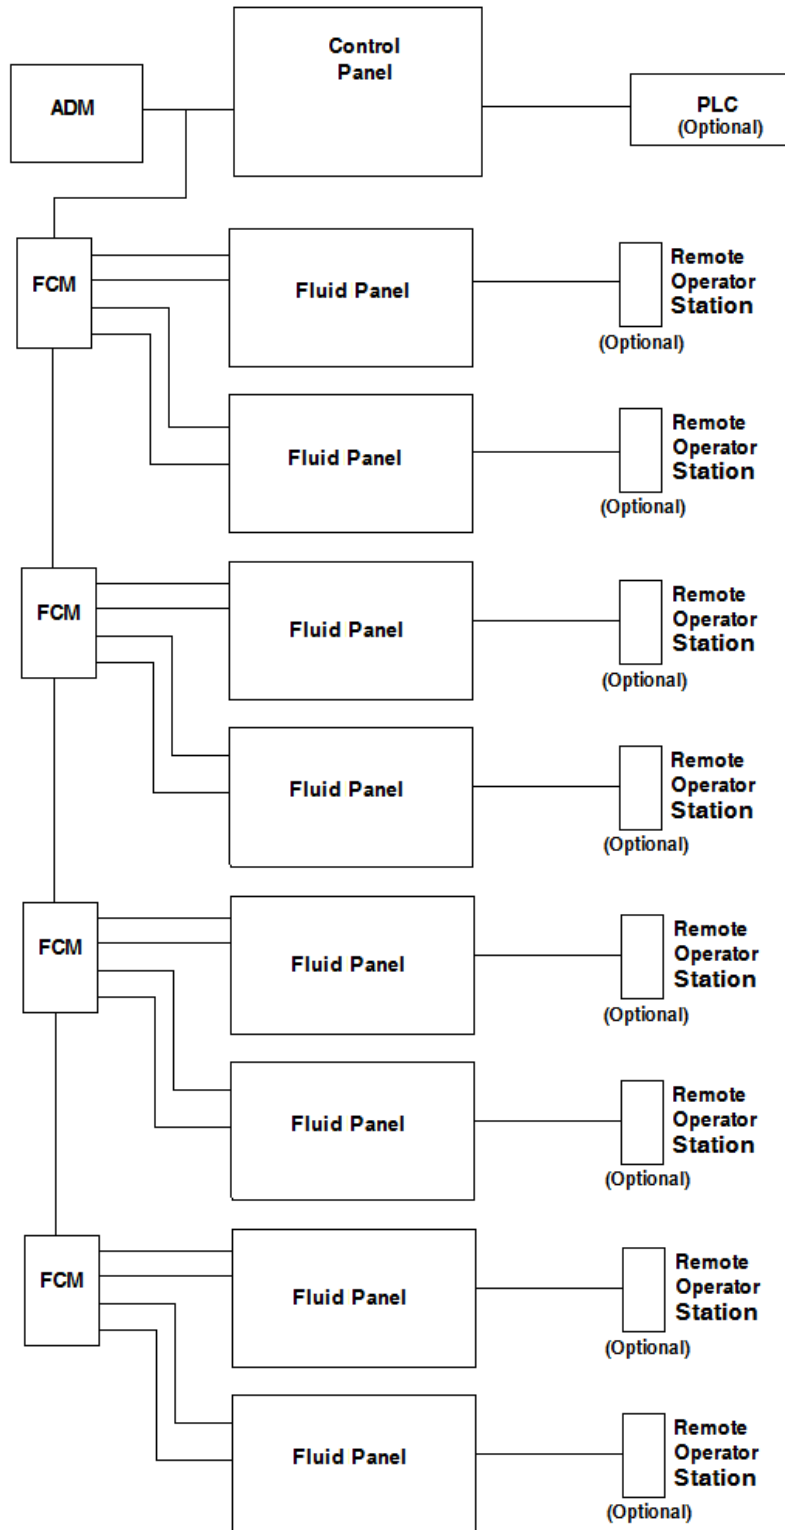 Control
Panel
ADM
PLC
(Optional)
FCM
Fluid Panel
Remote
Operator
Station
(Optional)
Fluid Panel
Remote
Operator
Station
(Optional)
FCM
Fluid Panel
Remote
Operator
Station
(Optional)
Fluid Panel
Remote
Operator
Station
(Optional)
FCM
Fluid Panel
Remote
Operator
Station
(Optional)
Fluid Panel
Remote
Operator
Station
(Optional)
FCM
Fluid Panel
Remote
Operator
Station
(Optional)
Fluid Panel
Remote
Operator
Station
(Optional)